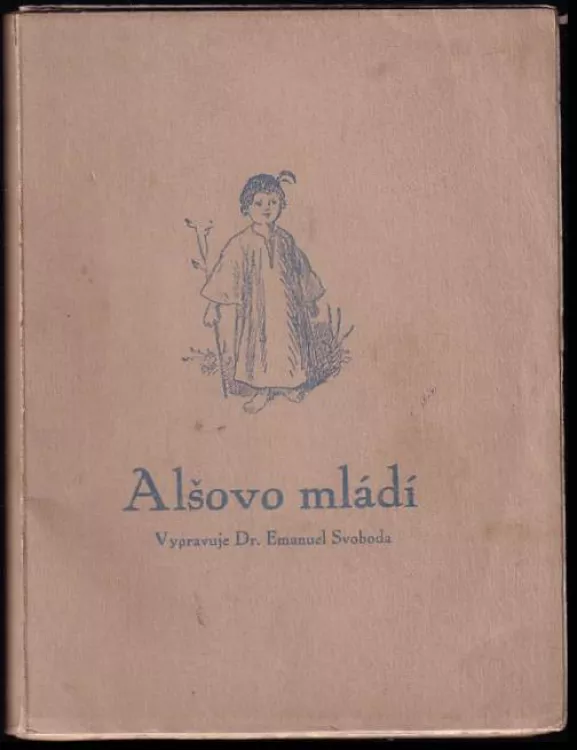 Alšovo mládí
Vypravuje Dr. Emanuel Svoboda